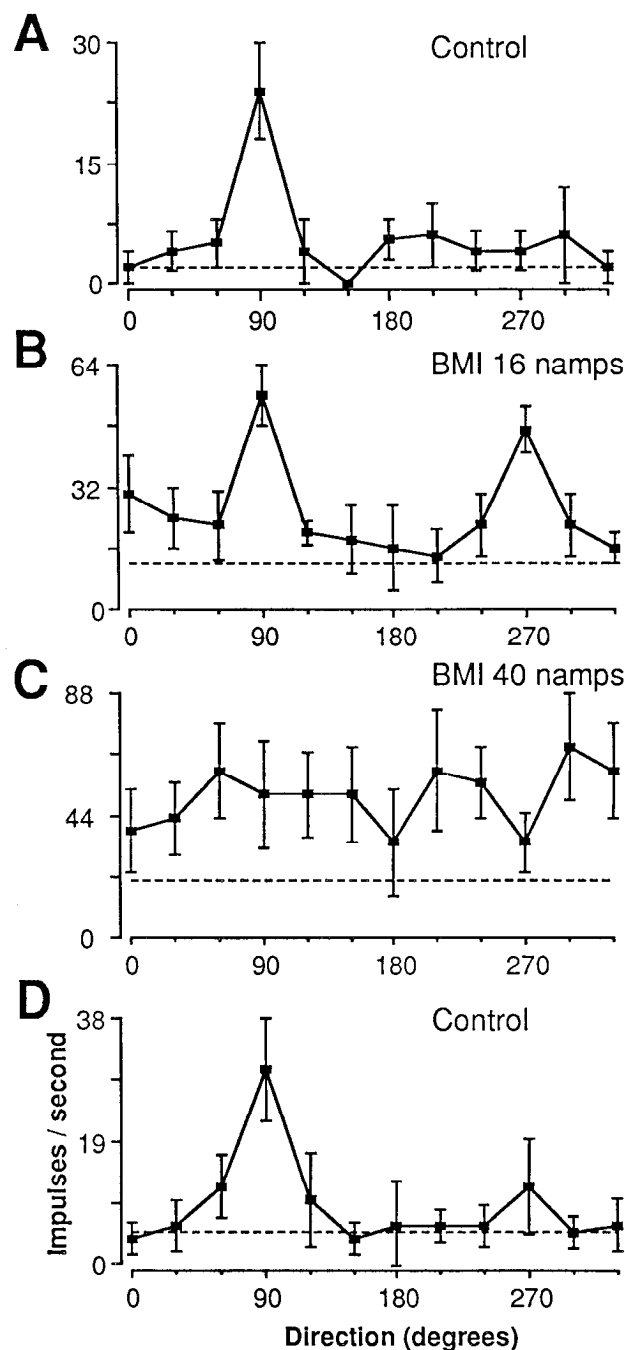 A
Control
30
15
0
0 90 180 270
B
BMI 16 namps
64
32
0
0 90 180 270
C
BMI 40 namps
88
44
0
0 90 180 270
D
Control
38
19
0
Impulses / second
0 90 180 270
Direction (degrees)